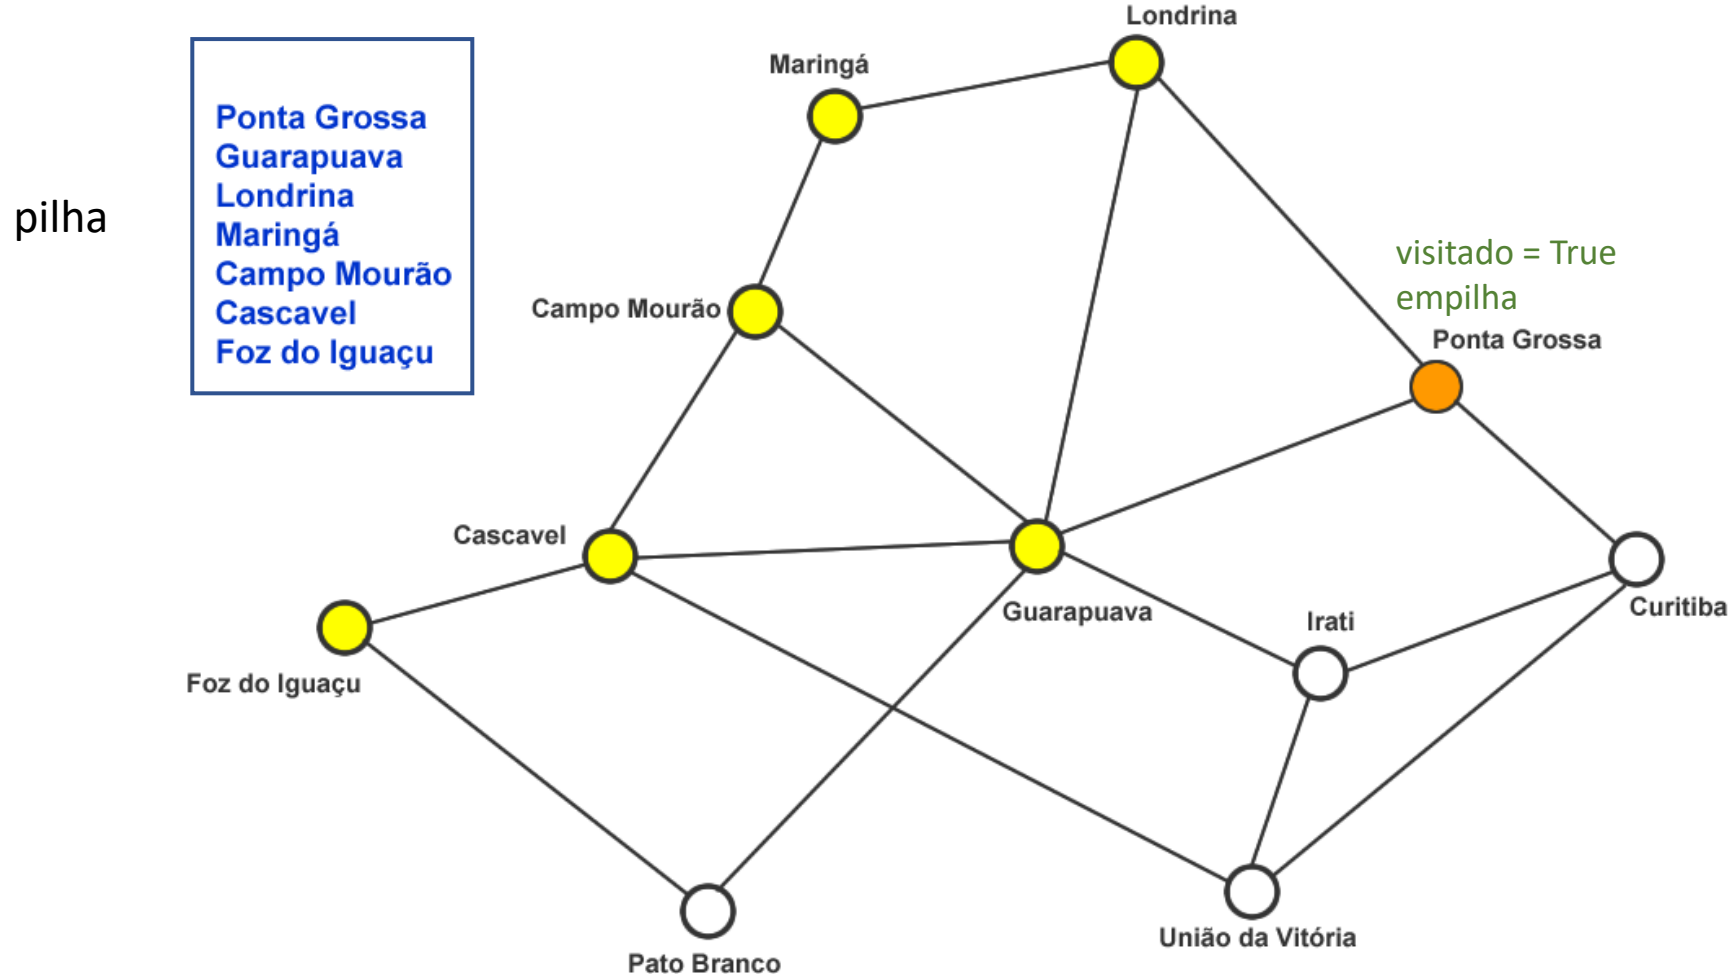 Londrina
Maringá
Ponta Grossa
Guarapuava
Londrina
Maringá
Campo Mourão
Cascavel
Foz do Iguaçu
pilha
visitado = True
empilha
Ponta Grossa
Campo Mourão
Cascavel
Guarapuava
Curitiba
Irati
Foz do Iguaçu
União da Vitória
Pato Branco